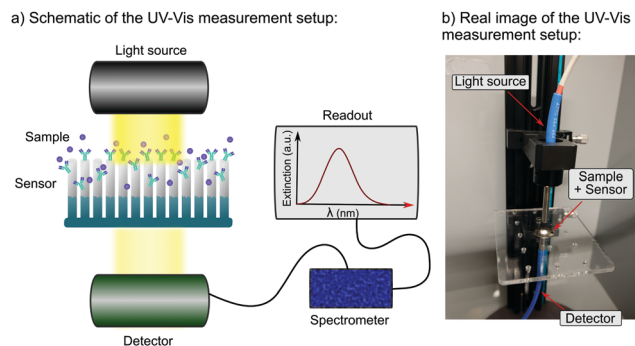 a) Schematic of the UV-Vis measurement setup:
Light source
Sample
Sensor
Detector
Readout
Extinction (a.u.)
λ (nm)
Spectrometer
b) Real image of the UV-Vis
measurement setup:
Light source
Sample
+ Sensor
Detector